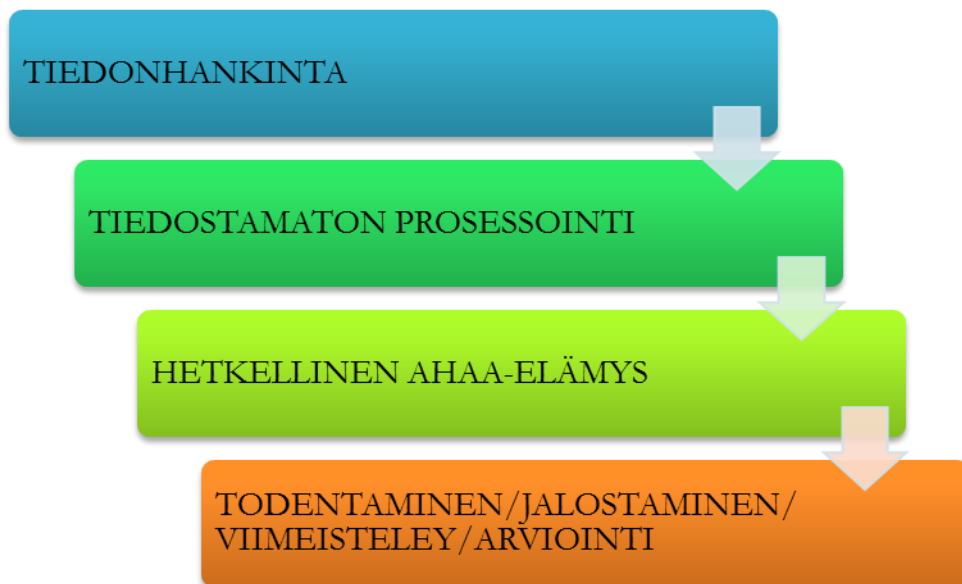 TIEDONHANKINTA
TIEDOSTAMATON PROSESSOINTI
HETKELLINEN AHAA-ELÄMYS
TODENTAMINEN/JALOSTAMINEN/
VIIMEISTELEY/ARVIOINTI